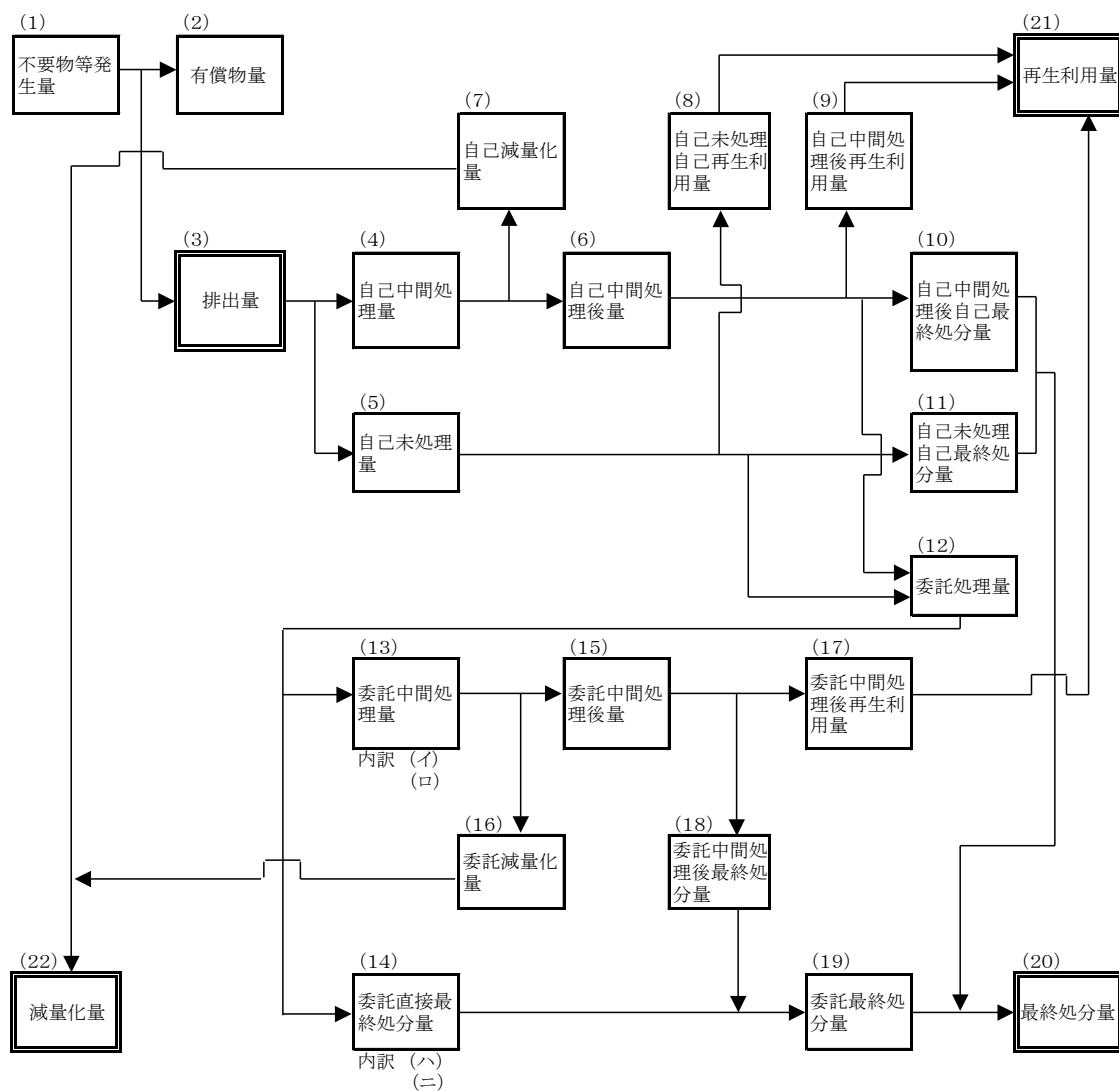 (1)
不要物等発
生量
(2)
有償物量
(21)
再生利用量
(7)
自己減量化
量
(8)
自己未処理
自己再生利
用量
(9)
自己中間処
理後再生利
用量
(3)
排出量
(4)
自己中間処
理量
(6)
自己中間処
理後量
(10)
自己中間処
理後自己最
終処分量
(5)
自己未処理
量
(11)
自己未処理
自己最終処
分量
(12)
委託処理量
(13)
委託中間処
理量
内訳 (イ)
(ロ)
(15)
委託中間処
理後量
(17)
委託中間処
理後再生利
用量
(16)
委託減量化
量
(18)
委託中間処
理後最終処
分量
(22)
減量化量
(14)
委託直接最
終処分量
内訳 (ハ)
(ニ)
(19)
委託最終処
分量
(20)
最終処分量